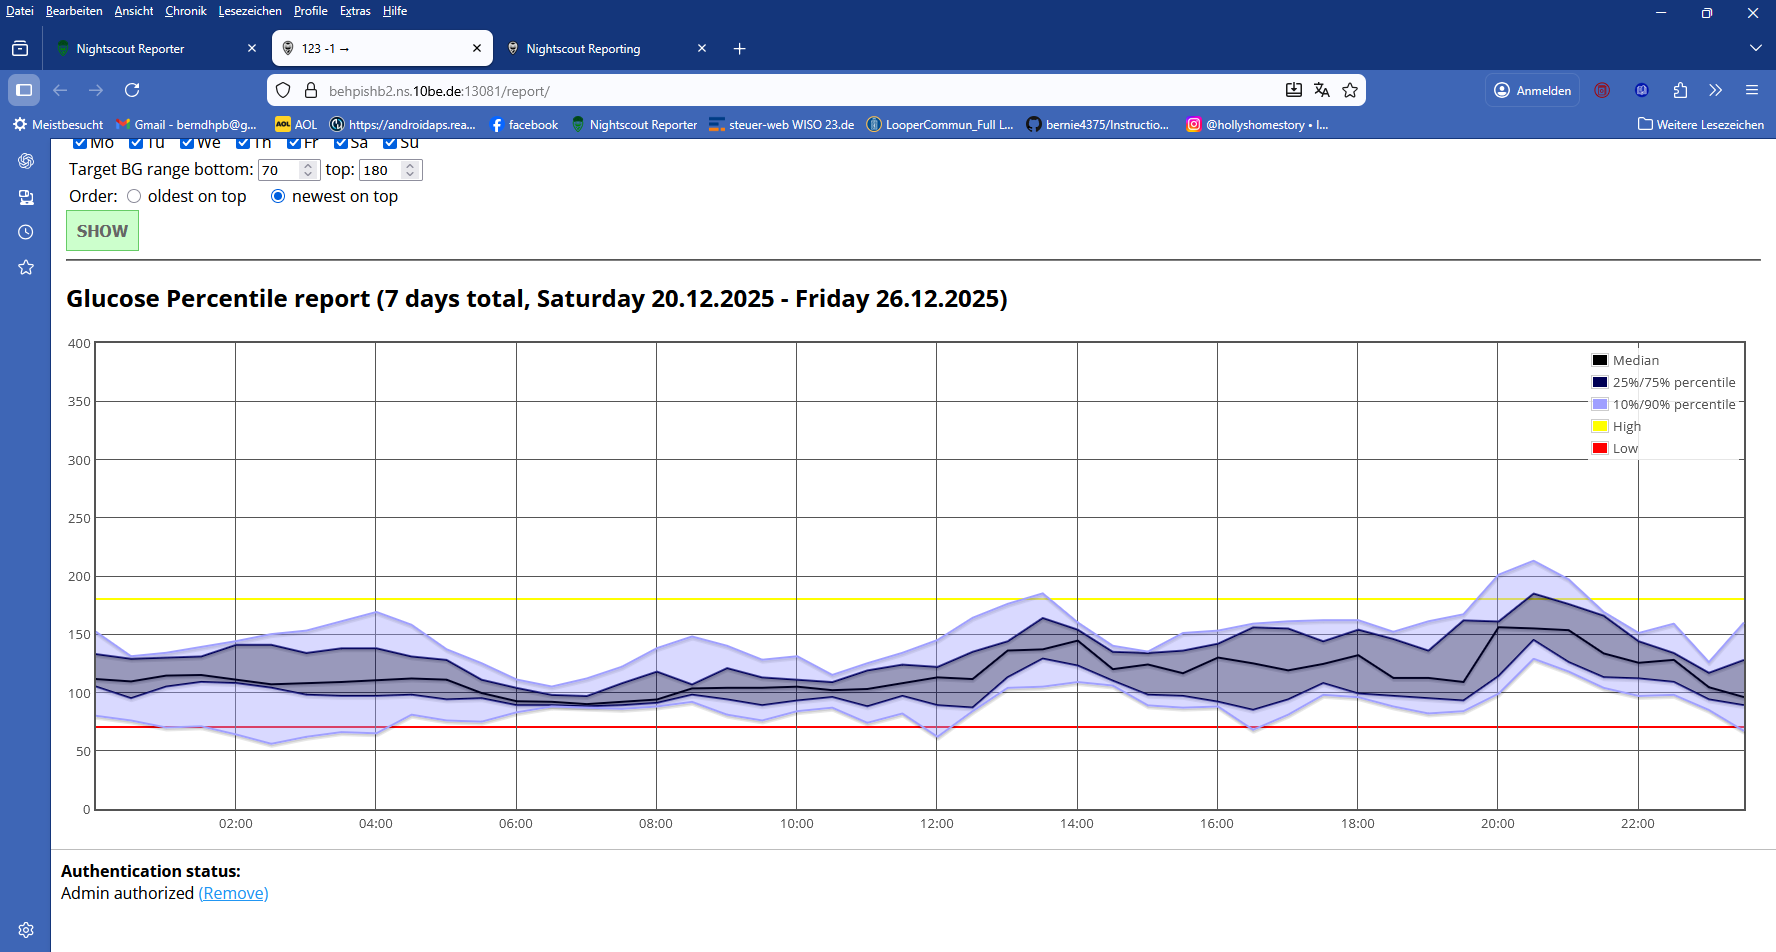 Datei Bearbeiten Ansicht Chronik Lesezeichen Profile Extras Hilfe
Nightscout Reporter
123 -1 →
Nightscout Reporting
behpishb2.ns.10be.de:13081/report/
Anmelden
Meistbesucht
Gmail - berndhpb@g...
AOL AOL
https://androidaps.rea...
facebook
Nightscout Reporter
steuer-web WISO 23.de
LooperCommun_Full L...
bernie4375/Instructio...
@hollyshomestory • I...
Weitere Lesezeichen
Mo Tu We Th Fr Sa Su
Target BG range bottom: 70 top: 180
Order: oldest on top newest on top
SHOW
Glucose Percentile report (7 days total, Saturday 20.12.2025 - Friday 26.12.2025)
400
350
300
250
200
150
100
50
0
Median
25%/75% percentile
10%/90% percentile
High
Low
02:00 04:00 06:00 08:00 10:00 12:00 14:00 16:00 18:00 20:00 22:00
Authentication status:
Admin authorized (Remove)